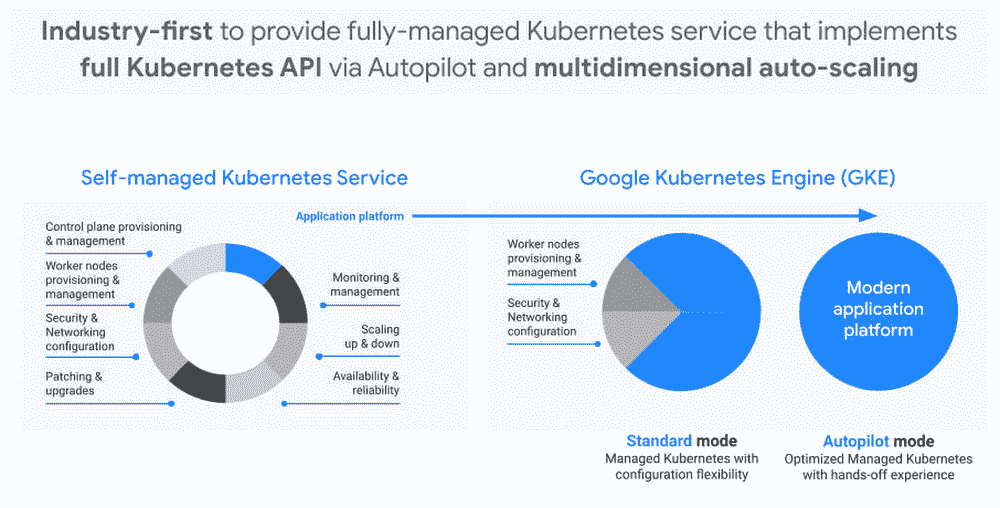 Industry-first to provide fully-managed Kubernetes service that implements
full Kubernetes API via Autopilot and multidimensional auto-scaling
Self-managed Kubernetes Service
Google Kubernetes Engine (GKE)
Application platform
Control plane provisioning
& management
Worker nodes
provisioning &
management
Security &
Networking
configuration
Patching &
upgrades
Monitoring &
management
Scaling
up & down
Availability &
reliability
Worker nodes
provisioning &
management
Security &
Networking
configuration
Modern
application
platform
Standard mode
Managed Kubernetes with
configuration flexibility
Autopilot mode
Optimized Managed Kubernetes
with hands-off experience